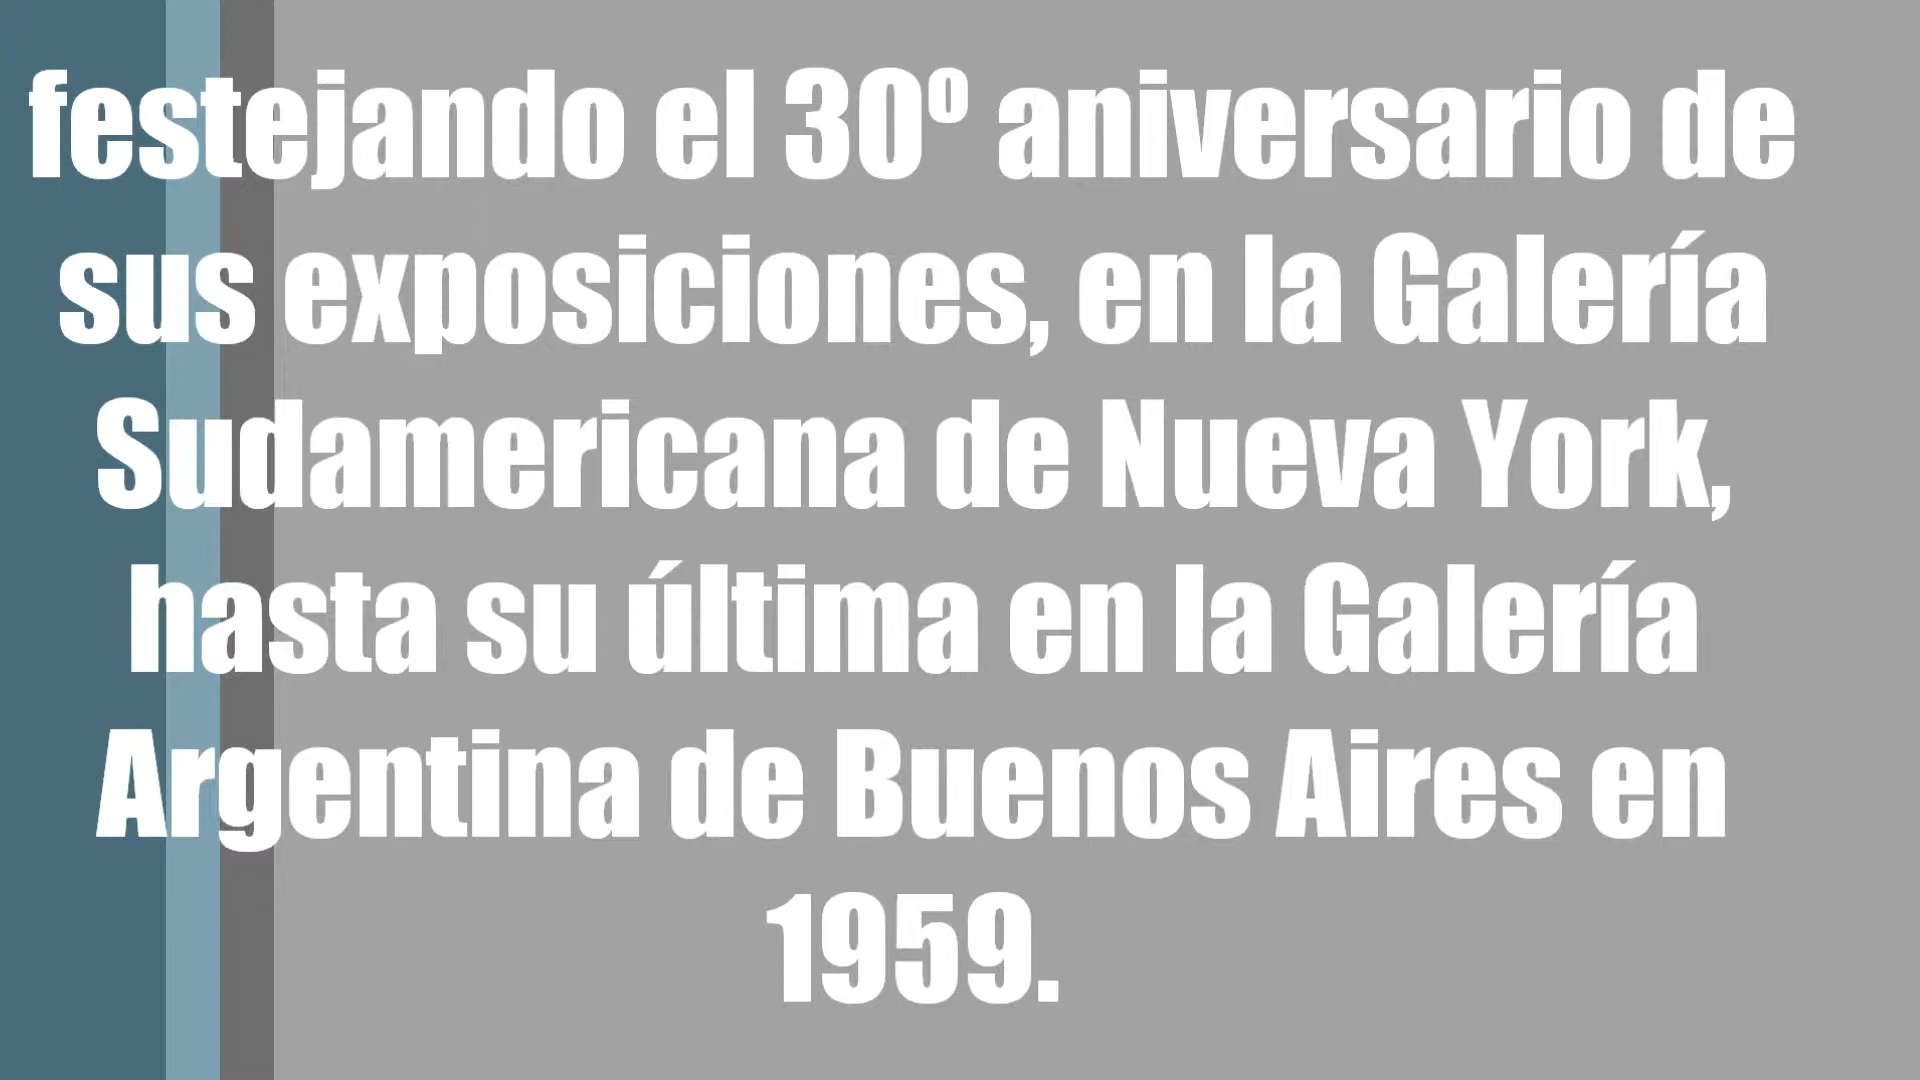 festejando el 30º aniversario de
sus exposiciones, en la Galería
Sudamericana de Nueva York,
hasta su última en la Galería
Argentina de Buenos Aires en
1959.